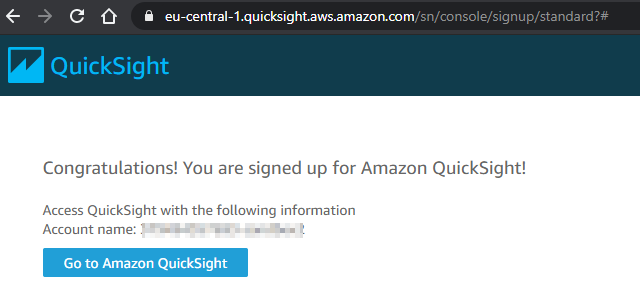 eu-central-1.quicksight.aws.amazon.com/sn/console/signup/standard?#
QuickSight
Congratulations! You are signed up for Amazon QuickSight!
Access QuickSight with the following information
Account name:
Go to Amazon QuickSight